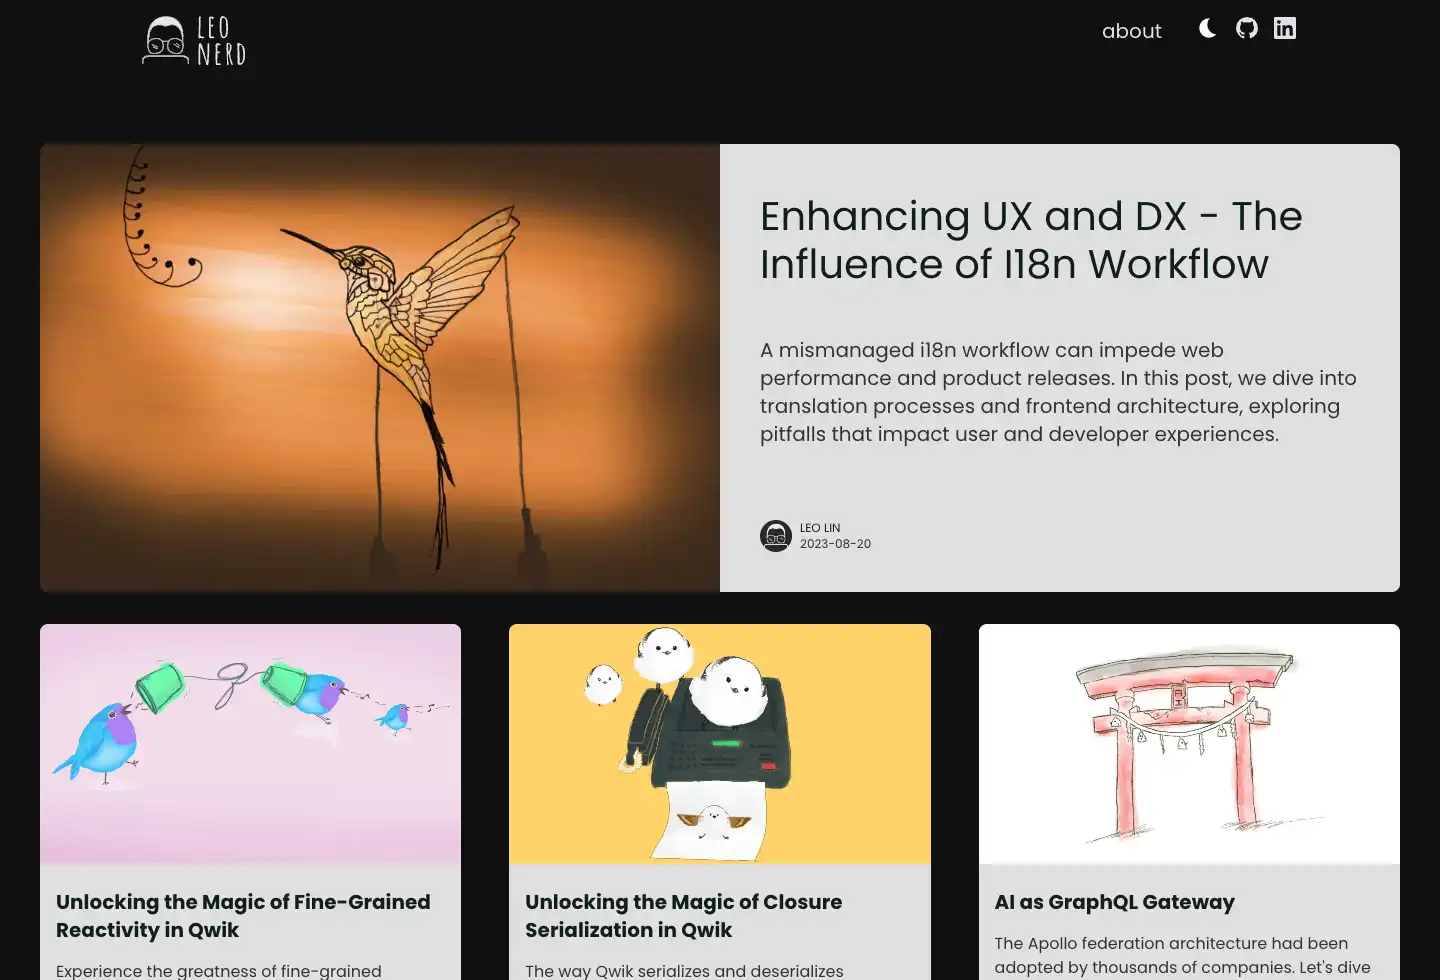 LEO
NERD
about
Enhancing UX and DX - The
Influence of I18n Workflow
A mismanaged i18n workflow can impede web
performance and product releases. In this post, we dive into
translation processes and frontend architecture, exploring
pitfalls that impact user and developer experiences.
LEO LIN
2023-08-20
Unlocking the Magic of Fine-Grained
Reactivity in Qwik
Experience the greatness of fine-grained
Unlocking the Magic of Closure
Serialization in Qwik
The way Qwik serializes and deserializes
AI as GraphQL Gateway
The Apollo federation architecture had been
adopted by thousands of companies. Let's dive